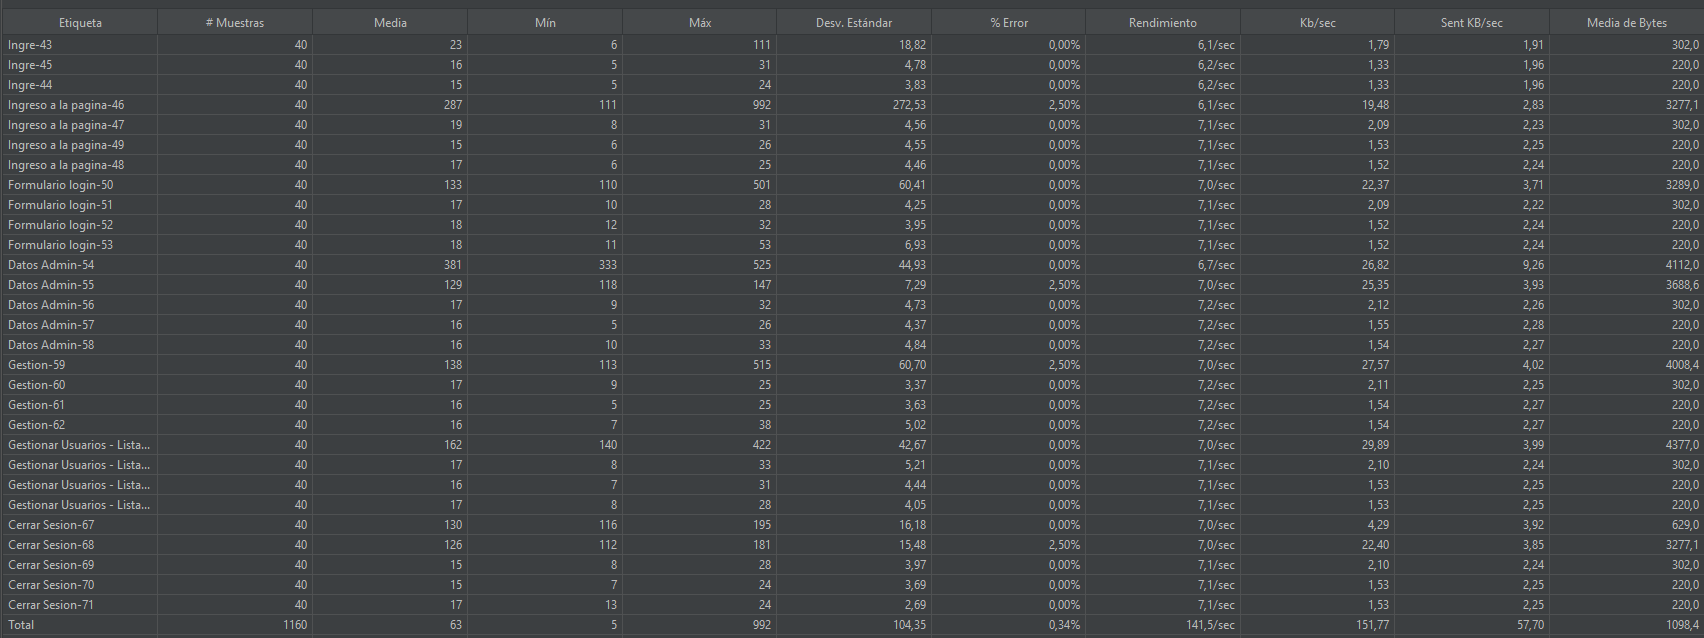 Etiqueta # Muestras Media Mín Máx Desv. Estándar % Error Rendimiento Kb/sec Sent KB/sec Media de Bytes
Ingre-43 40 23 6 111 18,82 0,00% 6,1/sec 1,79 1,91 302,0
Ingre-45 40 16 5 31 4,78 0,00% 6,2/sec 1,33 1,96 220,0
Ingre-44 40 15 5 24 3,83 0,00% 6,2/sec 1,33 1,96 220,0
Ingreso a la pagina-46 40 287 111 992 272,53 2,50% 6,1/sec 19,48 2,83 3277,1
Ingreso a la pagina-47 40 19 8 31 4,56 0,00% 7,1/sec 2,09 2,23 302,0
Ingreso a la pagina-49 40 15 6 26 4,55 0,00% 7,1/sec 1,53 2,25 220,0
Ingreso a la pagina-48 40 17 6 25 4,46 0,00% 7,1/sec 1,52 2,24 220,0
Formulario login-50 40 133 110 501 60,41 0,00% 7,0/sec 22,37 3,71 3289,0
Formulario login-51 40 17 10 28 4,25 0,00% 7,1/sec 2,09 2,22 302,0
Formulario login-52 40 18 12 32 3,95 0,00% 7,1/sec 1,52 2,24 220,0
Formulario login-53 40 18 11 53 6,93 0,00% 7,1/sec 1,52 2,24 220,0
Datos Admin-54 40 381 333 525 44,93 0,00% 6,7/sec 26,82 9,26 4112,0
Datos Admin-55 40 129 118 147 7,29 2,50% 7,0/sec 25,35 3,93 3688,6
Datos Admin-56 40 17 9 32 4,73 0,00% 7,2/sec 2,12 2,26 302,0
Datos Admin-57 40 16 5 26 4,37 0,00% 7,2/sec 1,55 2,28 220,0
Datos Admin-58 40 16 10 33 4,84 0,00% 7,2/sec 1,54 2,27 220,0
Gestion-59 40 138 113 515 60,70 2,50% 7,0/sec 27,57 4,02 4008,4
Gestion-60 40 17 9 25 3,37 0,00% 7,2/sec 2,11 2,25 302,0
Gestion-61 40 16 5 25 3,63 0,00% 7,2/sec 1,54 2,27 220,0
Gestion-62 40 16 7 38 5,02 0,00% 7,2/sec 1,54 2,27 220,0
Gestionar Usuarios - Lista... 40 162 140 422 42,67 0,00% 7,0/sec 29,89 3,99 4377,0
Gestionar Usuarios - Lista... 40 17 8 33 5,21 0,00% 7,1/sec 2,10 2,24 302,0
Gestionar Usuarios - Lista... 40 16 7 31 4,44 0,00% 7,1/sec 1,53 2,25 220,0
Gestionar Usuarios - Lista... 40 17 8 28 4,05 0,00% 7,1/sec 1,53 2,25 220,0
Cerrar Sesion-67 40 130 116 195 16,18 0,00% 7,0/sec 4,29 3,92 629,0
Cerrar Sesion-68 40 126 112 181 15,48 2,50% 7,0/sec 22,40 3,85 3277,1
Cerrar Sesion-69 40 15 8 28 3,97 0,00% 7,1/sec 2,10 2,24 302,0
Cerrar Sesion-70 40 15 7 24 3,69 0,00% 7,1/sec 1,53 2,25 220,0
Cerrar Sesion-71 40 17 13 24 2,69 0,00% 7,1/sec 1,53 2,25 220,0
Total 1160 63 5 992 104,35 0,34% 141,5/sec 151,77 57,70 1098,4